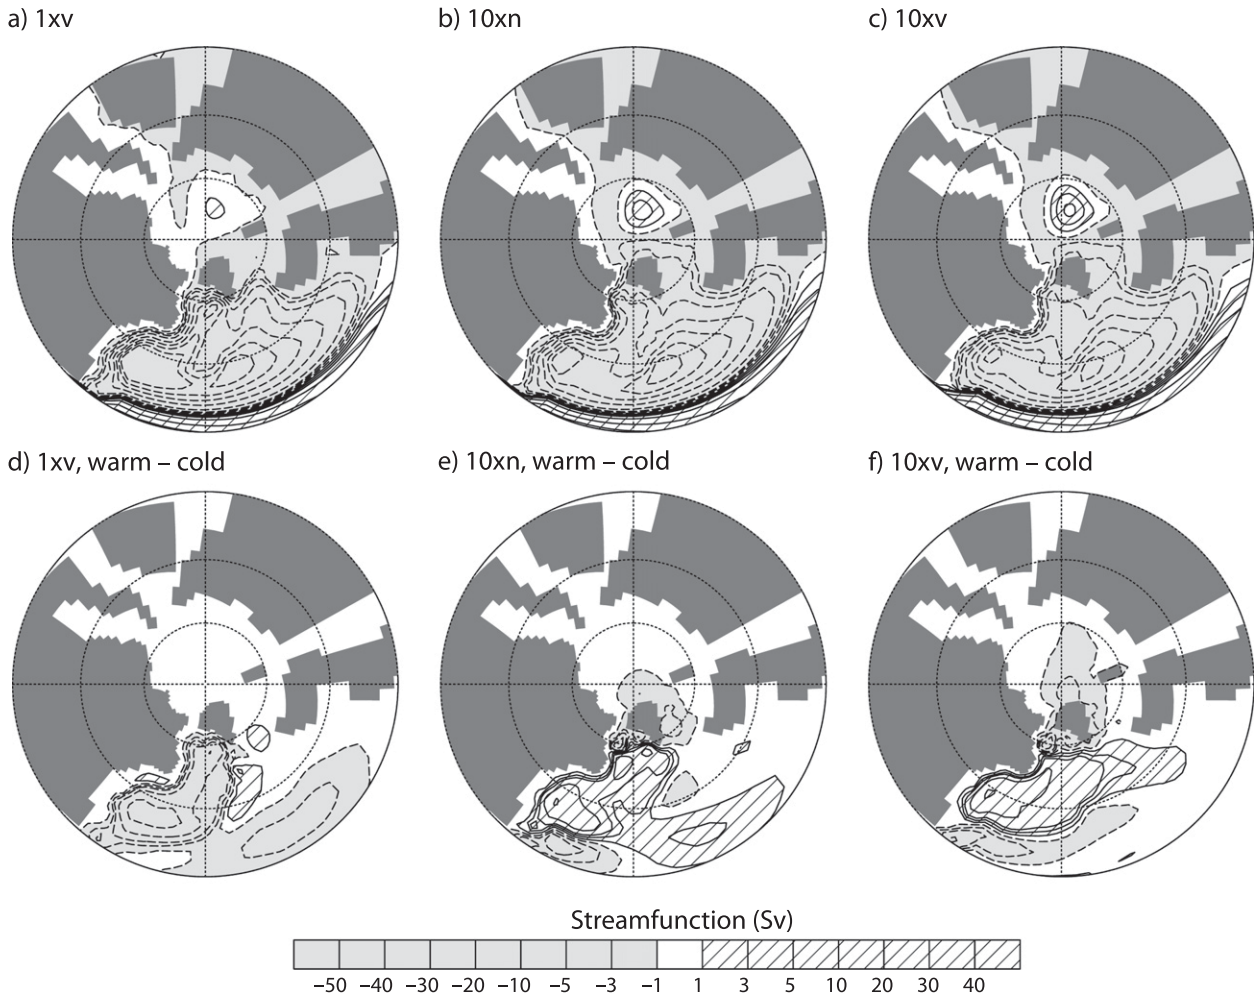 a) 1xv
b) 10xn
c) 10xv
d) 1xv, warm – cold
e) 10xn, warm – cold
f) 10xv, warm – cold
Streamfunction (Sv)
–50 –40 –30 –20 –10 –5 –3 –1 1 3 5 10 20 30 40